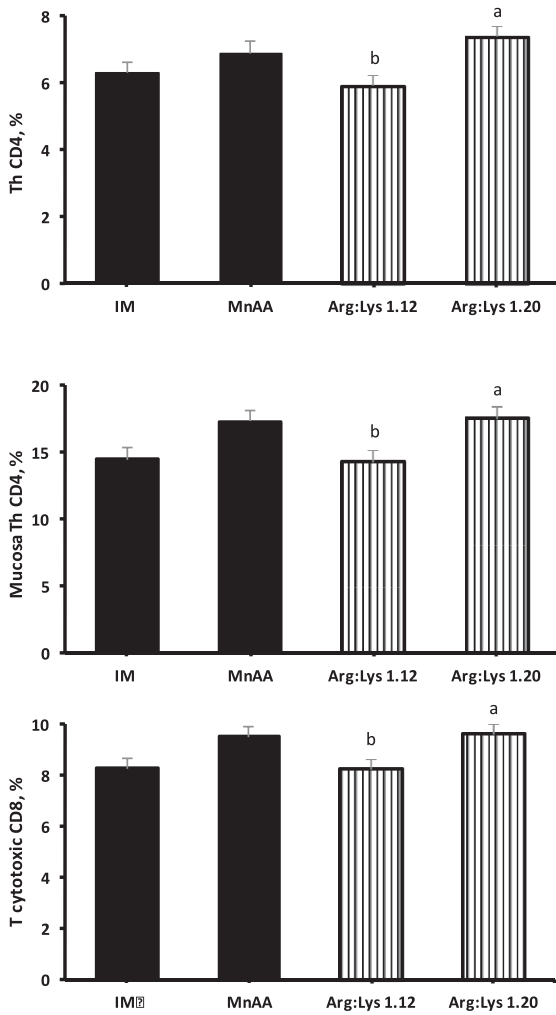 8
a
b
6
4
2
0
Th CD4, %
IM MnAA Arg:Lys 1.12 Arg:Lys 1.20
20
a
b
15
10
5
0
Mucosa Th CD4, %
IM MnAA Arg:Lys 1.12 Arg:Lys 1.20
10
a
b
8
6
4
2
0
T cytotoxic CD8, %
IM MnAA Arg:Lys 1.12 Arg:Lys 1.20